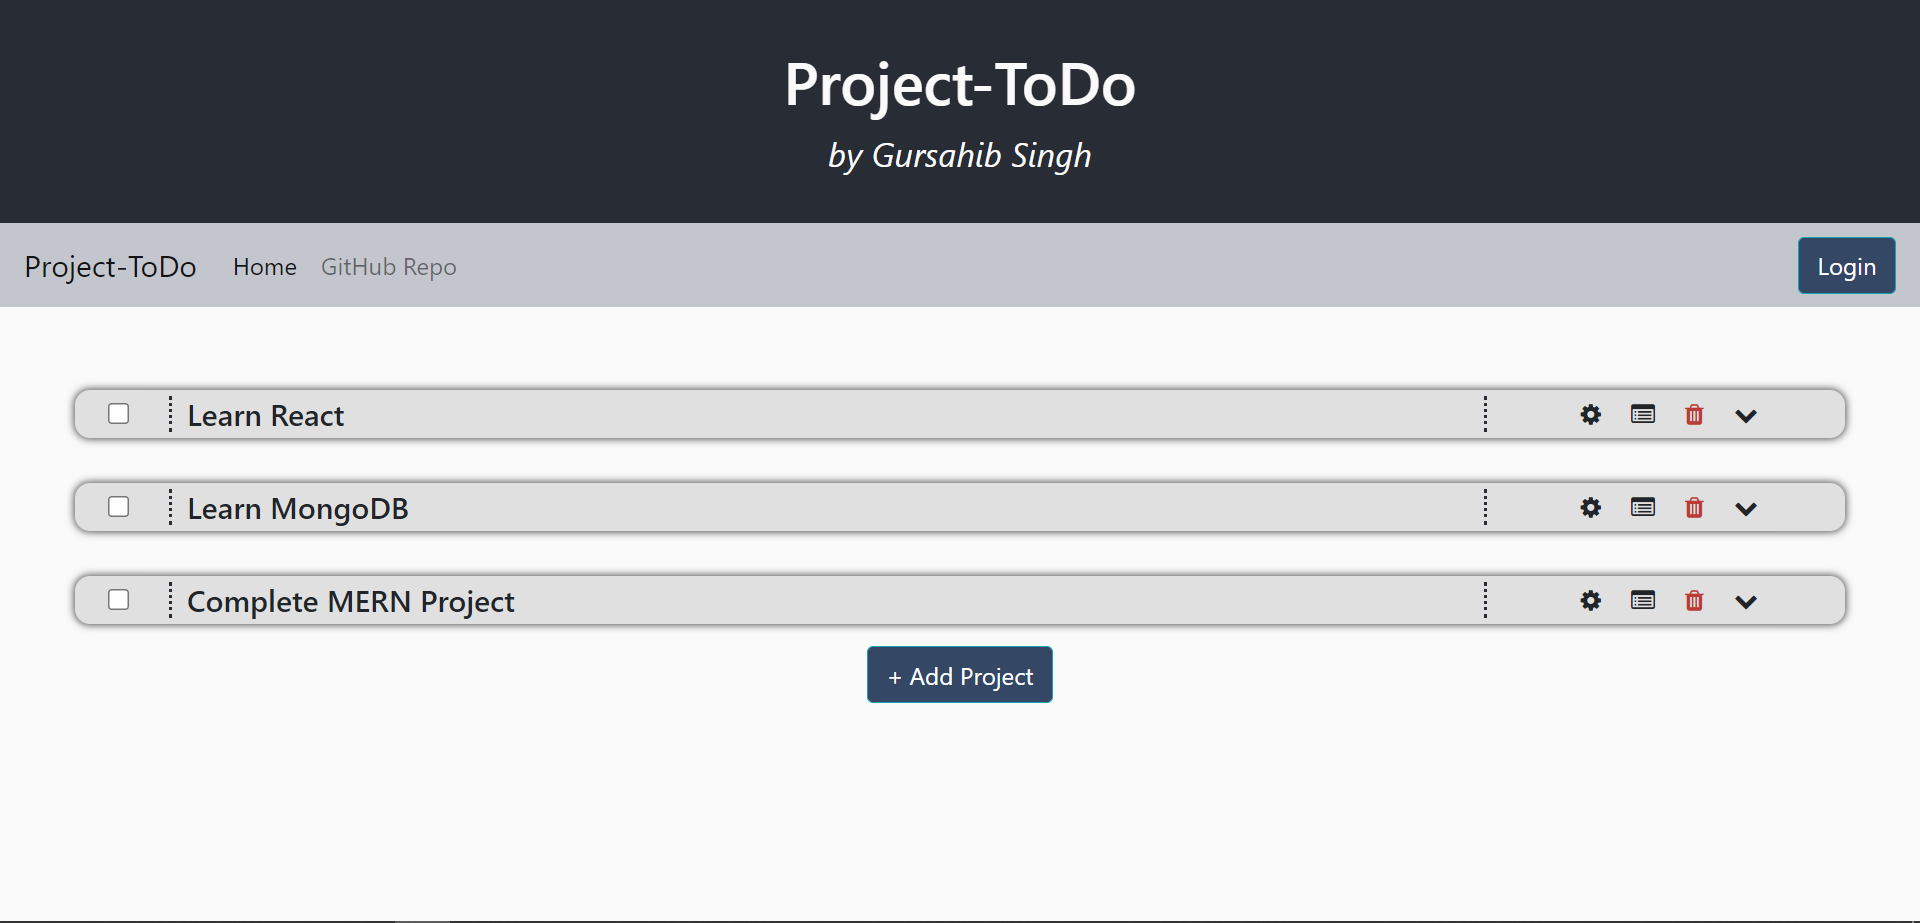 Project-ToDo
by Gursahib Singh
Project-ToDo Home GitHub Repo Login
Learn React
Learn MongoDB
Complete MERN Project
+ Add Project